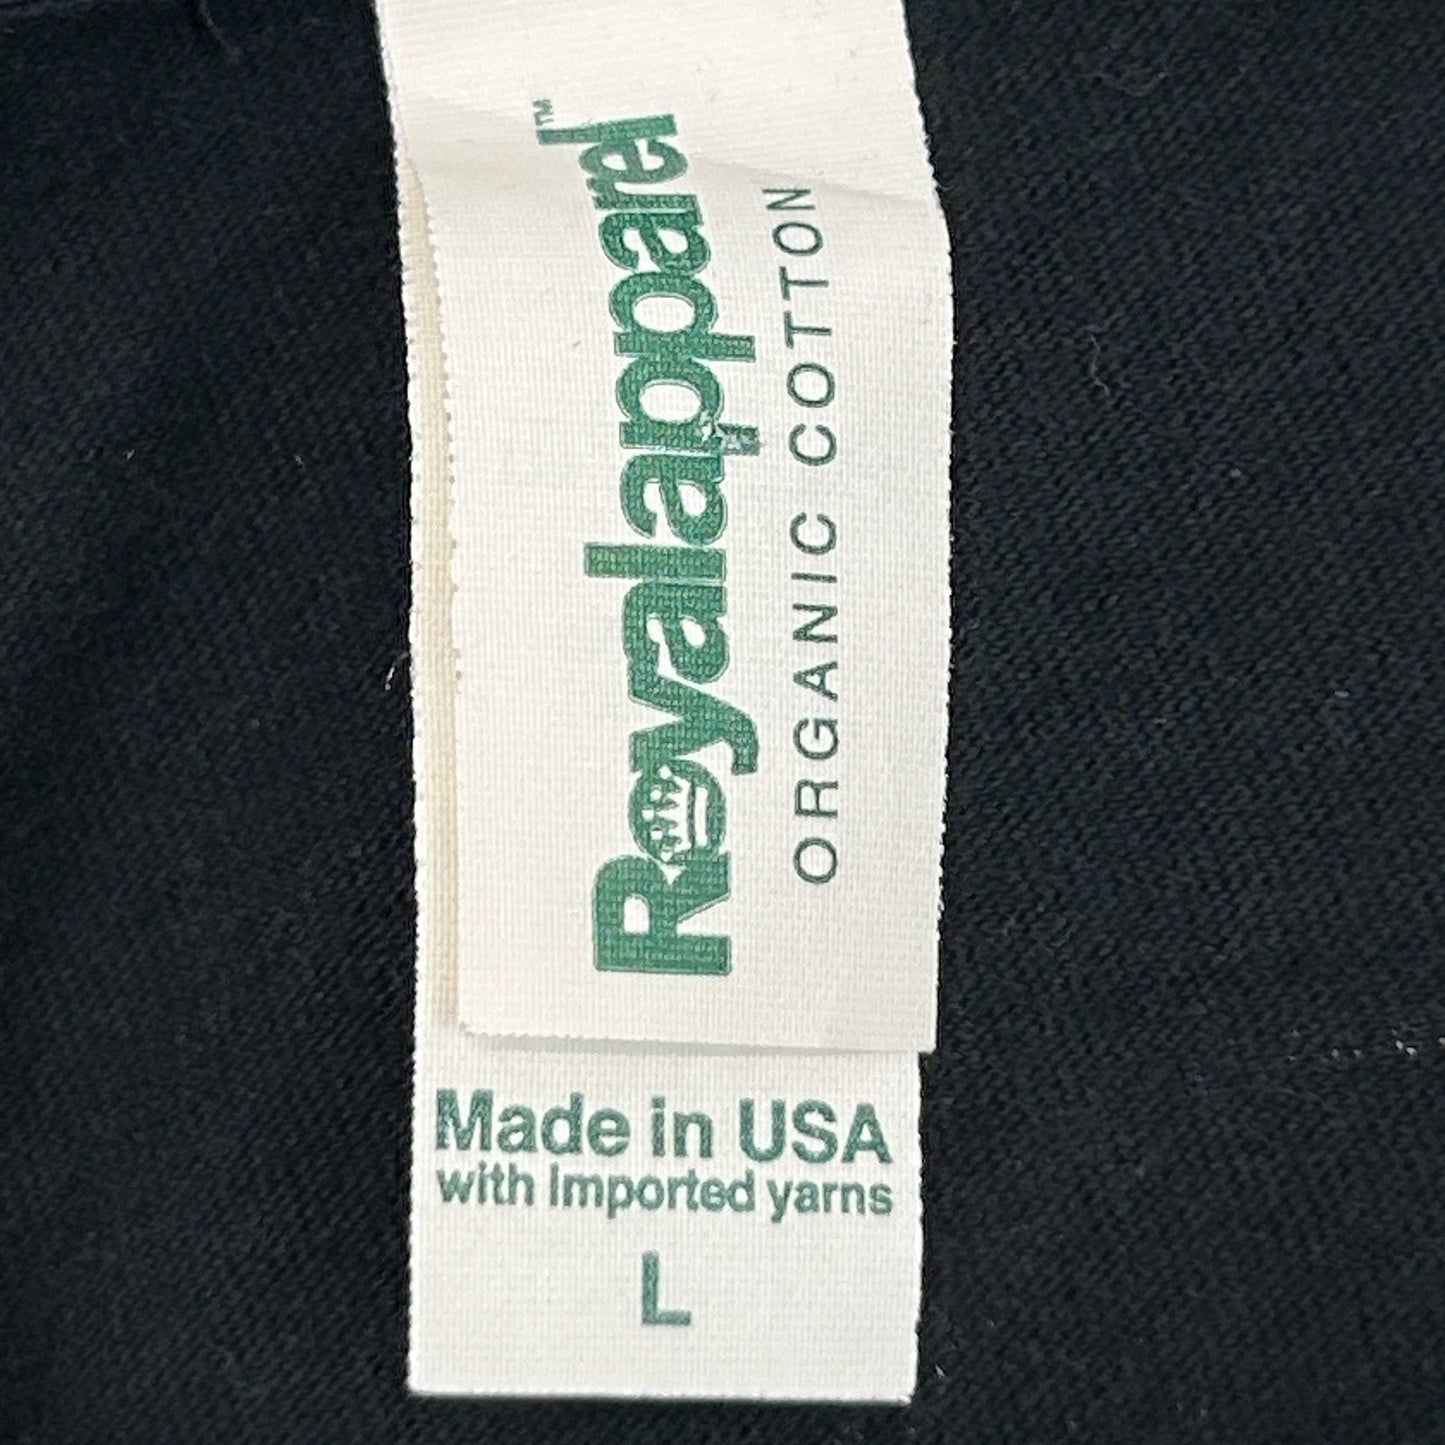 Royalapparel™
ORGANIC COTTON
Made in USA
with Imported yarns
L